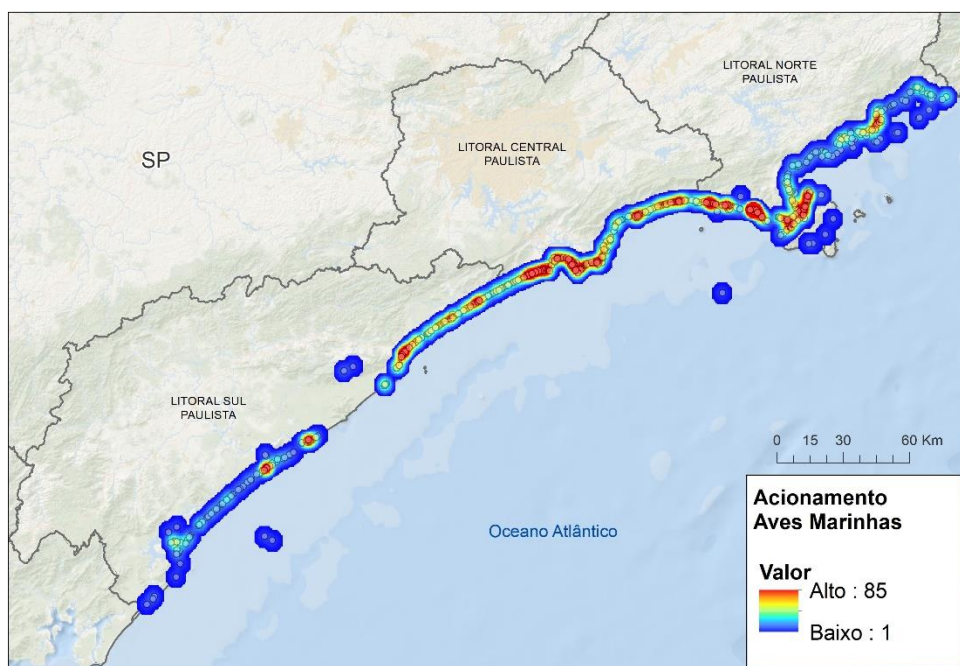 LITORAL NORTE
PAULISTA
LITORAL CENTRAL
PAULISTA
SP
LITORAL SUL
PAULISTA
0 15 30 60 Km
Oceano Atlântico
Acionamento
Aves Marinhas
Valor
Alto : 85
Baixo : 1